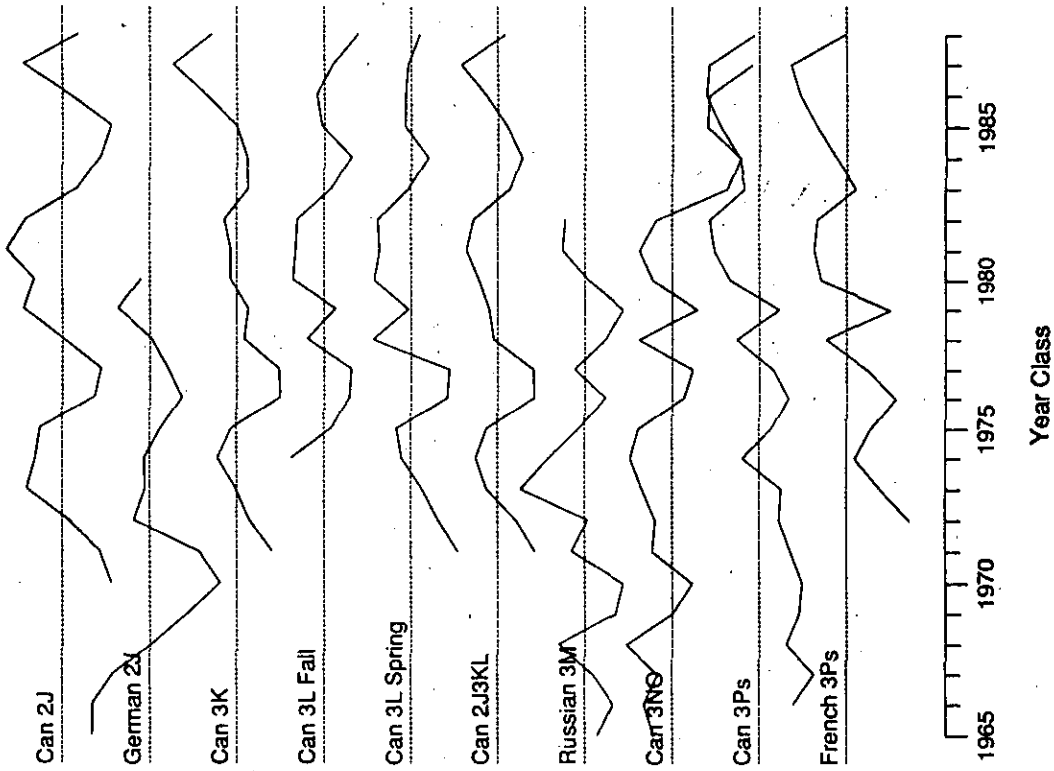 Can 2J
German 2J
Can 3K
Can 3L Fall
Can 3L Spring
Can 2J3KL
Russian 3M
Can 3NO
Can 3Ps
French 3Ps
1965 1970 1975 1980 1985
Year Class